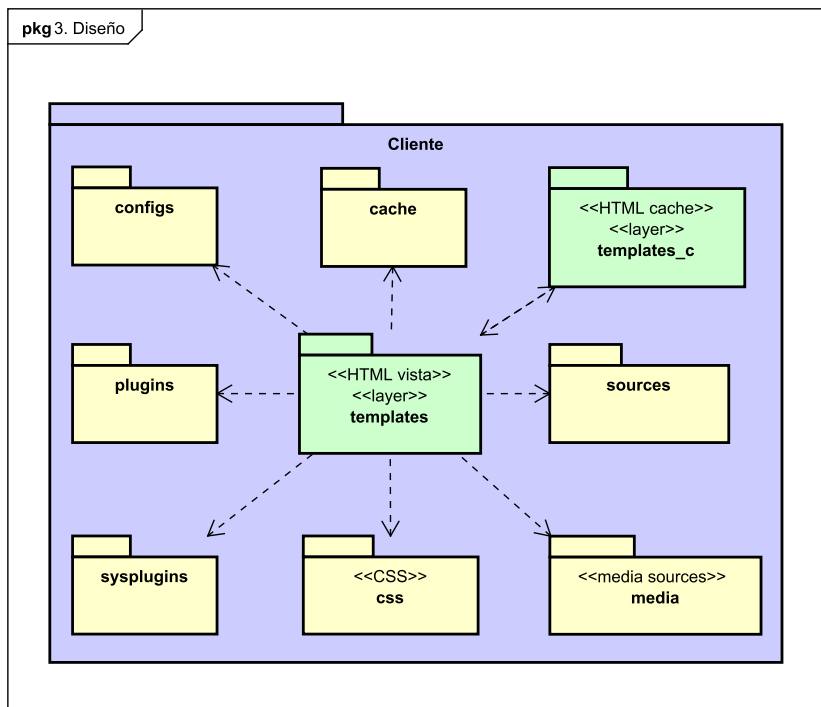 pkg 3. Diseño
Cliente
configs
cache
<<HTML cache>>
<<layer>>
templates_c
plugins
<<HTML vista>>
<<layer>>
templates
sources
sysplugins
<<CSS>>
css
<<media sources>>
media